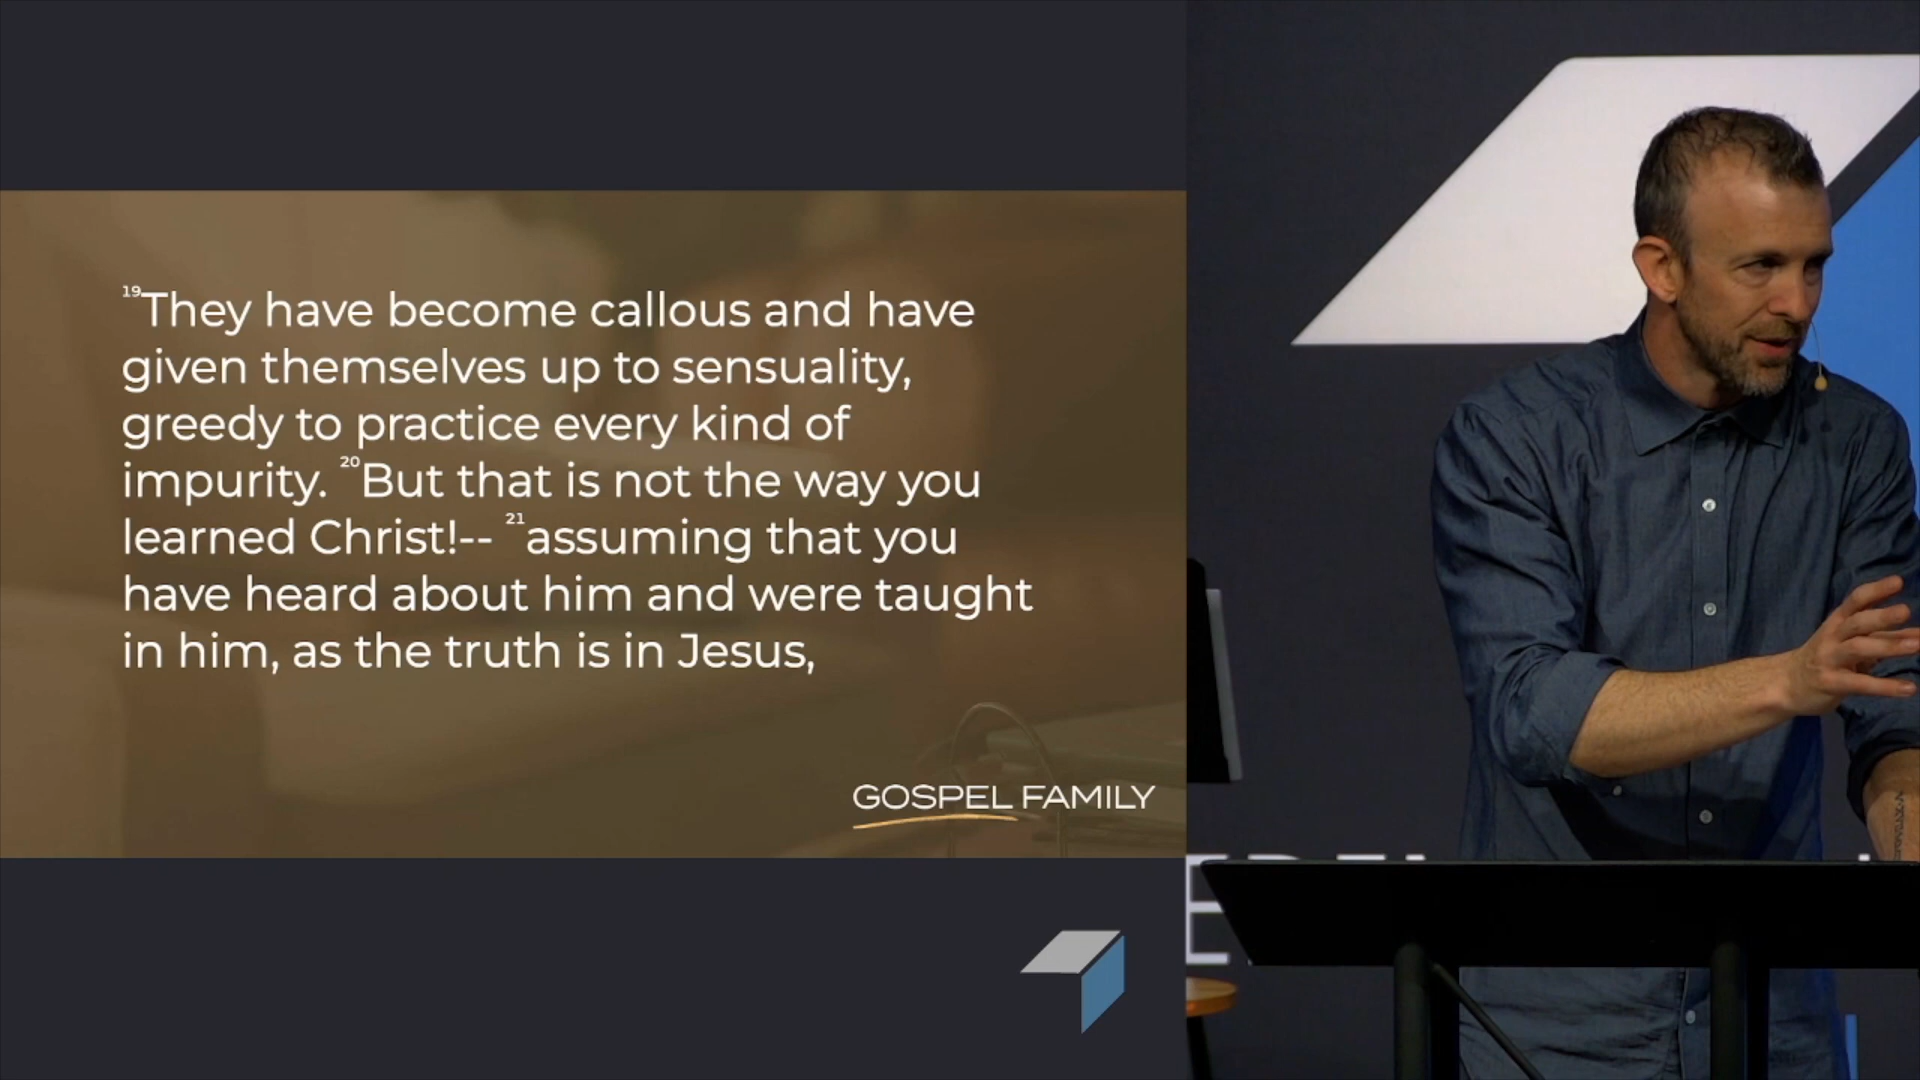 19They have become callous and have
given themselves up to sensuality,
greedy to practice every kind of
impurity. 20But that is not the way you
learned Christ!-- 21assuming that you
have heard about him and were taught
in him, as the truth is in Jesus,
GOSPEL FAMILY